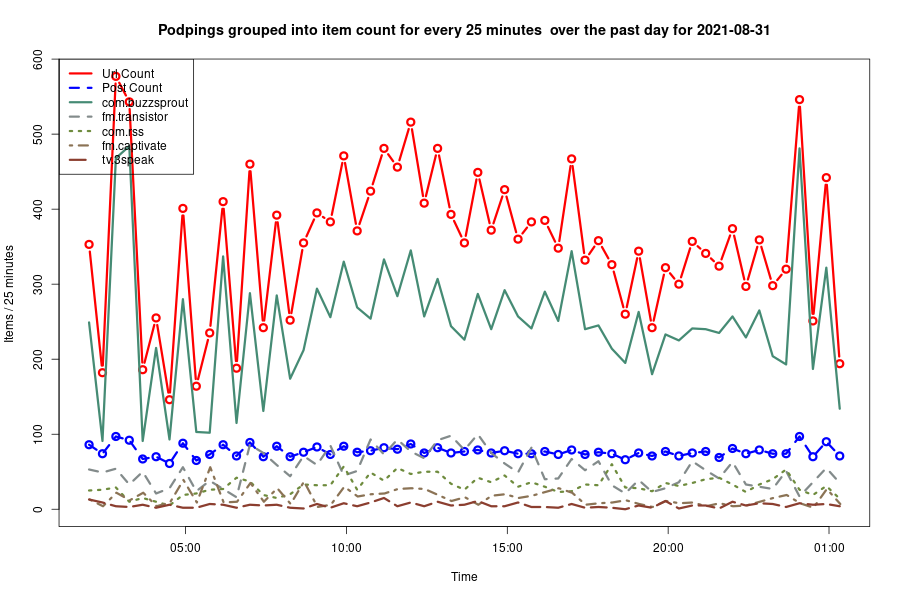 Podpings grouped into item count for every 25 minutes  over the past day for 2021-08-31
Items / 25 minutes
600
500
400
300
200
100
0
Url Count
Post Count
com.buzzsprout
fm.transistor
com.rss
fm.captivate
tv.3speak
05:00
10:00
15:00
20:00
01:00
Time